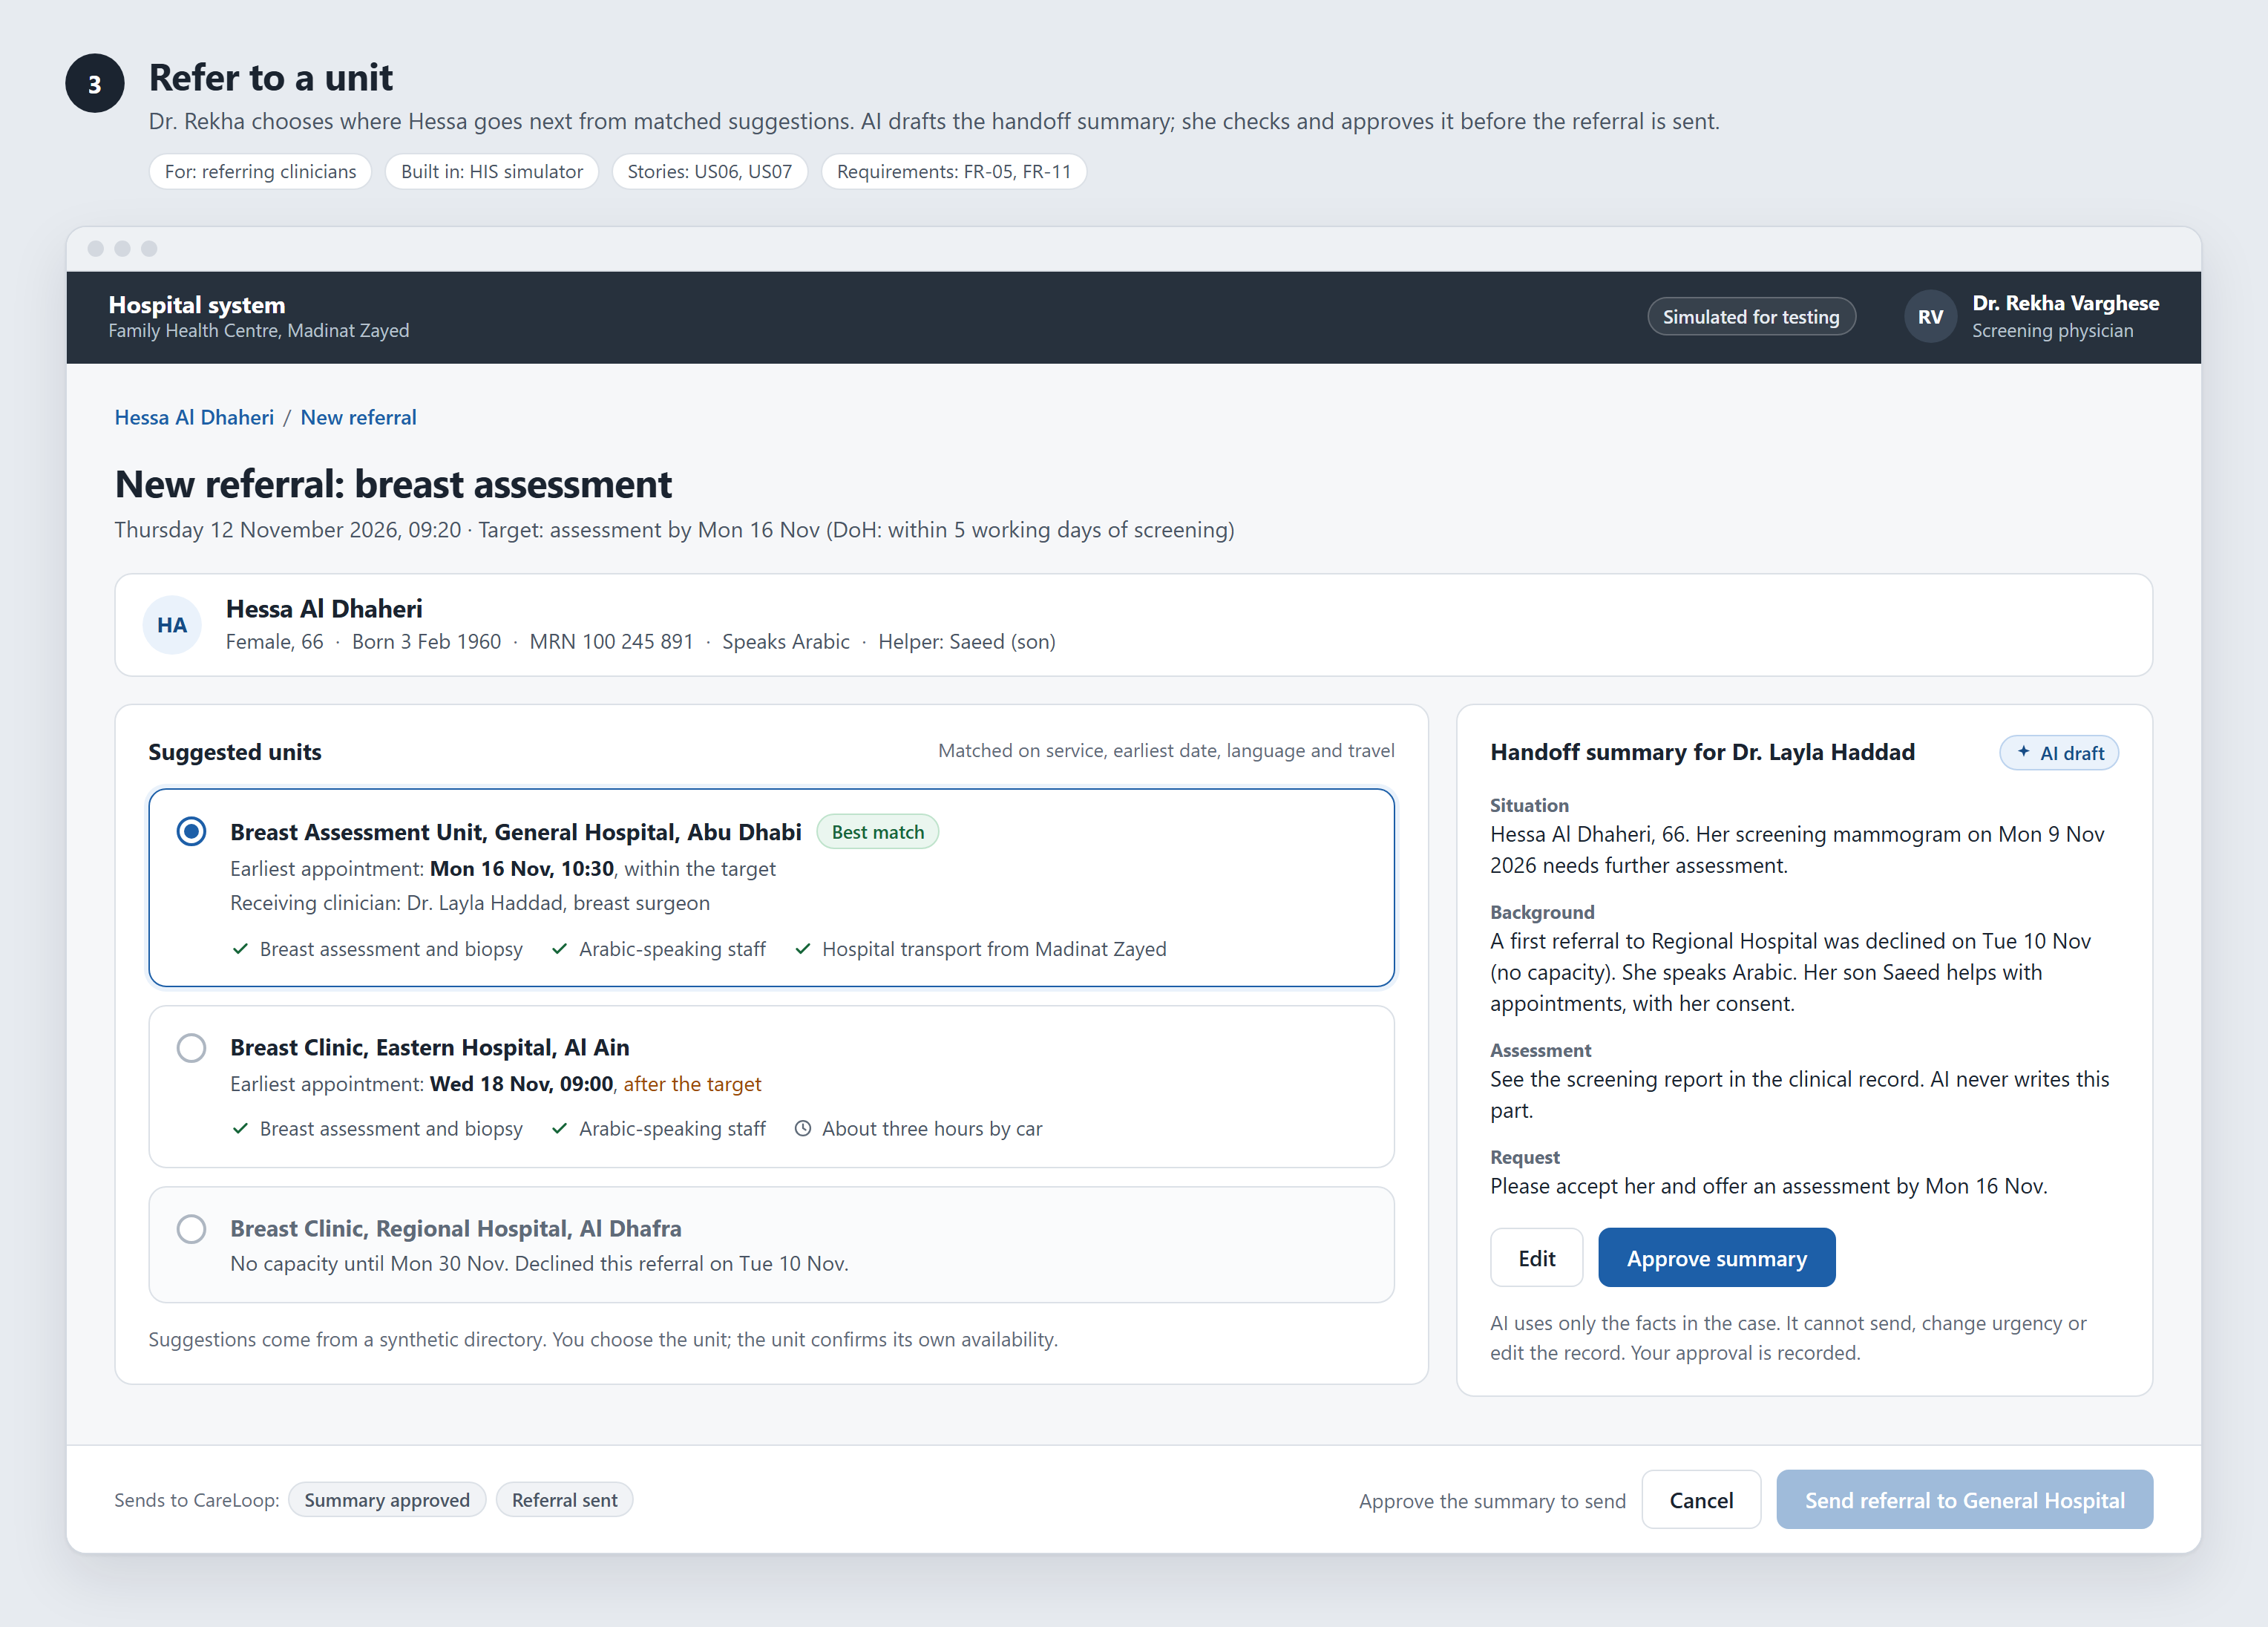 3
Refer to a unit
Dr. Rekha chooses where Hessa goes next from matched suggestions. AI drafts the handoff summary; she checks and approves it before the referral is sent.
For: referring clinicians
Built in: HIS simulator
Stories: US06, US07
Requirements: FR-05, FR-11
Hospital system
Family Health Centre, Madinat Zayed
Simulated for testing
RV
Dr. Rekha Varghese
Screening physician
Hessa Al Dhaheri / New referral
New referral: breast assessment
Thursday 12 November 2026, 09:20 · Target: assessment by Mon 16 Nov (DoH: within 5 working days of screening)
HA
Hessa Al Dhaheri
Female, 66 · Born 3 Feb 1960 · MRN 100 245 891 · Speaks Arabic · Helper: Saeed (son)
Suggested units
Matched on service, earliest date, language and travel
Breast Assessment Unit, General Hospital, Abu Dhabi
Best match
Earliest appointment: Mon 16 Nov, 10:30, within the target
Receiving clinician: Dr. Layla Haddad, breast surgeon
Breast assessment and biopsy
Arabic-speaking staff
Hospital transport from Madinat Zayed
Breast Clinic, Eastern Hospital, Al Ain
Earliest appointment: Wed 18 Nov, 09:00, after the target
Breast assessment and biopsy
Arabic-speaking staff
About three hours by car
Breast Clinic, Regional Hospital, Al Dhafra
No capacity until Mon 30 Nov. Declined this referral on Tue 10 Nov.
Suggestions come from a synthetic directory. You choose the unit; the unit confirms its own availability.
Handoff summary for Dr. Layla Haddad
AI draft
Situation
Hessa Al Dhaheri, 66. Her screening mammogram on Mon 9 Nov
2026 needs further assessment.
Background
A first referral to Regional Hospital was declined on Tue 10 Nov
(no capacity). She speaks Arabic. Her son Saeed helps with
appointments, with her consent.
Assessment
See the screening report in the clinical record. AI never writes this
part.
Request
Please accept her and offer an assessment by Mon 16 Nov.
Edit
Approve summary
AI uses only the facts in the case. It cannot send, change urgency or
edit the record. Your approval is recorded.
Sends to CareLoop:
Summary approved
Referral sent
Approve the summary to send
Cancel
Send referral to General Hospital